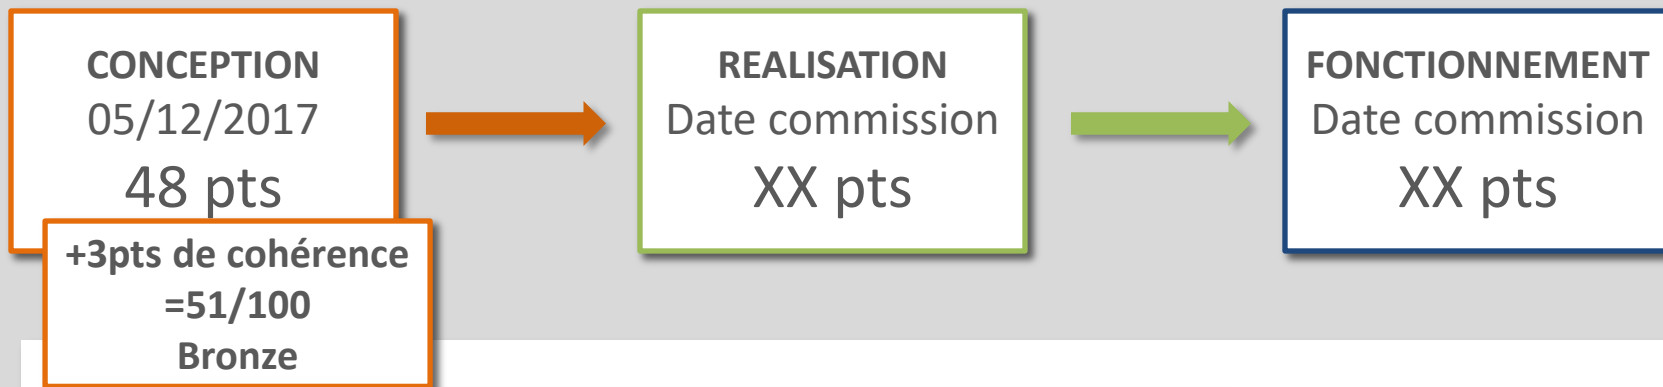 CONCEPTION
05/12/2017
48 pts
+3pts de cohérence
=51/100
Bronze
REALISATION
Date commission
XX pts
FONCTIONNEMENT
Date commission
XX pts